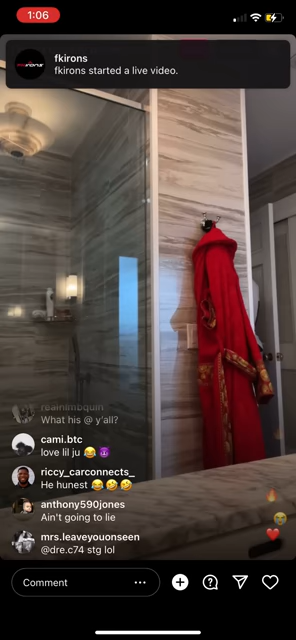 1:06
fkirons
fkirons started a live video.
realnimbquin
What his @ y'all?
cami.btc
love lil ju 😂😈
riccy_carconnects_
He hunest 😂🤣🤣
anthony590jones
Ain't going to lie
mrs.leaveyouonseen
@dre.c74 stg lol
Comment